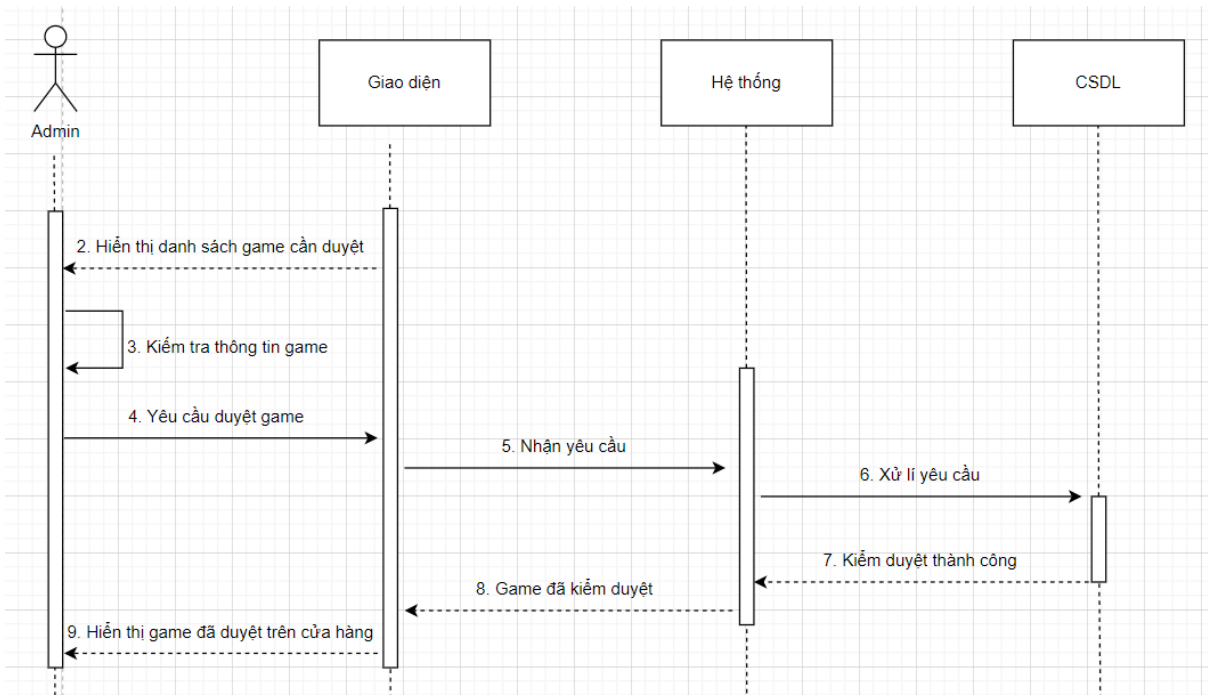 Giao diện
Hệ thống
CSDL
Admin
2. Hiển thị danh sách game cần duyệt
3. Kiểm tra thông tin game
4. Yêu cầu duyệt game
5. Nhận yêu cầu
6. Xử lí yêu cầu
7. Kiểm duyệt thành công
8. Game đã kiểm duyệt
9. Hiển thị game đã duyệt trên cửa hàng